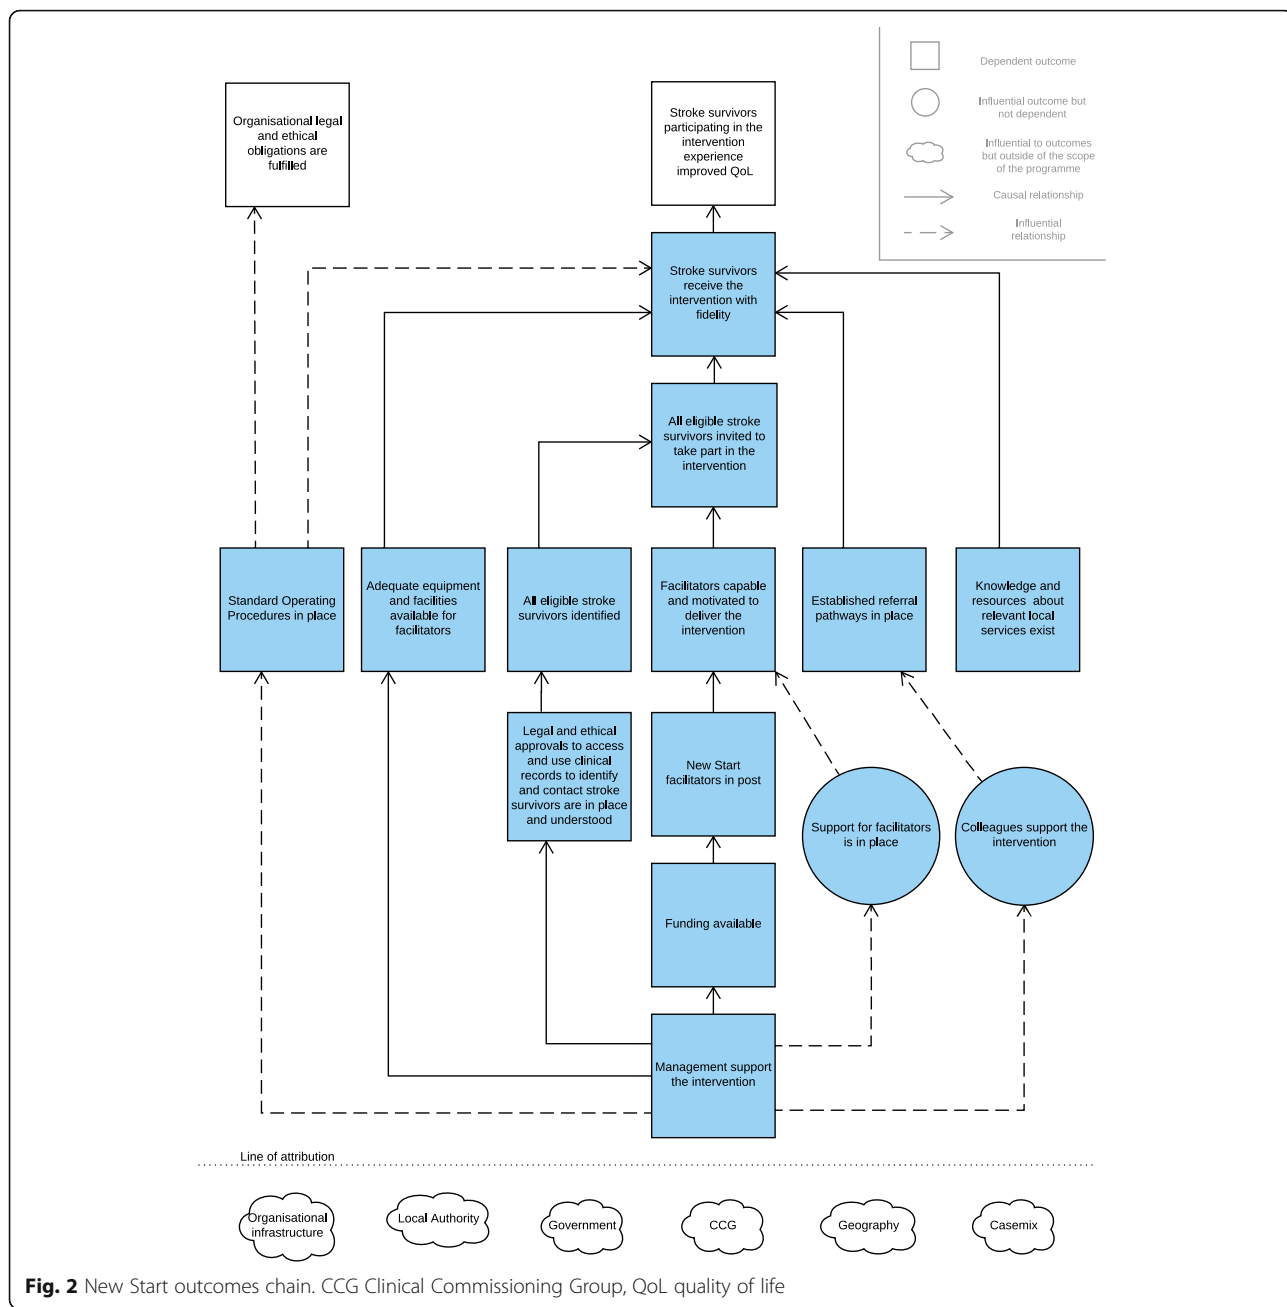 Dependent outcome
Influential outcome but
not dependent
Influential to outcomes
but outside of the scope
of the programme
Causal relationship
Influential
relationship
Organisational legal
and ethical
obligations are
fulfilled
Stroke survivors
participating in the
intervention
experience
improved QoL
Stroke survivors
receive the
intervention with
fidelity
All eligible stroke
survivors invited to
take part in the
intervention
Standard Operating
Procedures in place
Adequate equipment
and facilities
available for
facilitators
All eligible stroke
survivors identified
Facilitators capable
and motivated to
deliver the
intervention
Established referral
pathways in place
Knowledge and
resources about
relevant local
services exist
Legal and ethical
approvals to access
and use clinical
records to identify
and contact stroke
survivors are in place
and understood
New Start
facilitators in post
Support for facilitators
is in place
Colleagues support the
intervention
Funding available
Management support
the intervention
Line of attribution
Organisational
infrastructure
Local Authority
Government
CCG
Geography
Casemix
Fig. 2 New Start outcomes chain. CCG Clinical Commissioning Group, QoL quality of life